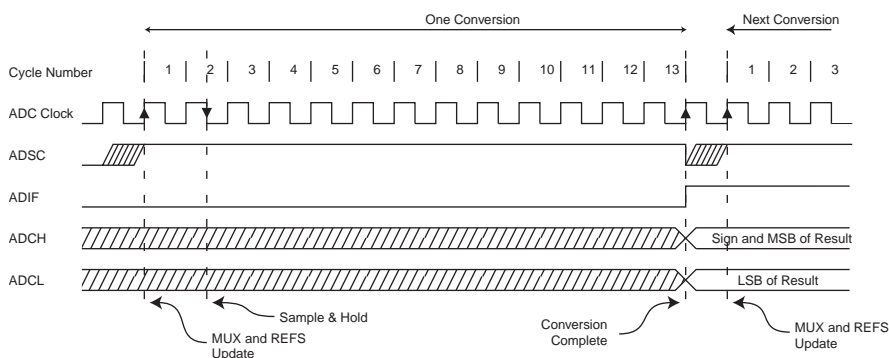 One Conversion
Next Conversion
Cycle Number 1 2 3 4 5 6 7 8 9 10 11 12 13 1 2 3
ADC Clock
ADSC
ADIF
ADCH
Sign and MSB of Result
ADCL
LSB of Result
Sample & Hold
MUX and REFS
Update
Conversion
Complete
MUX and REFS
Update